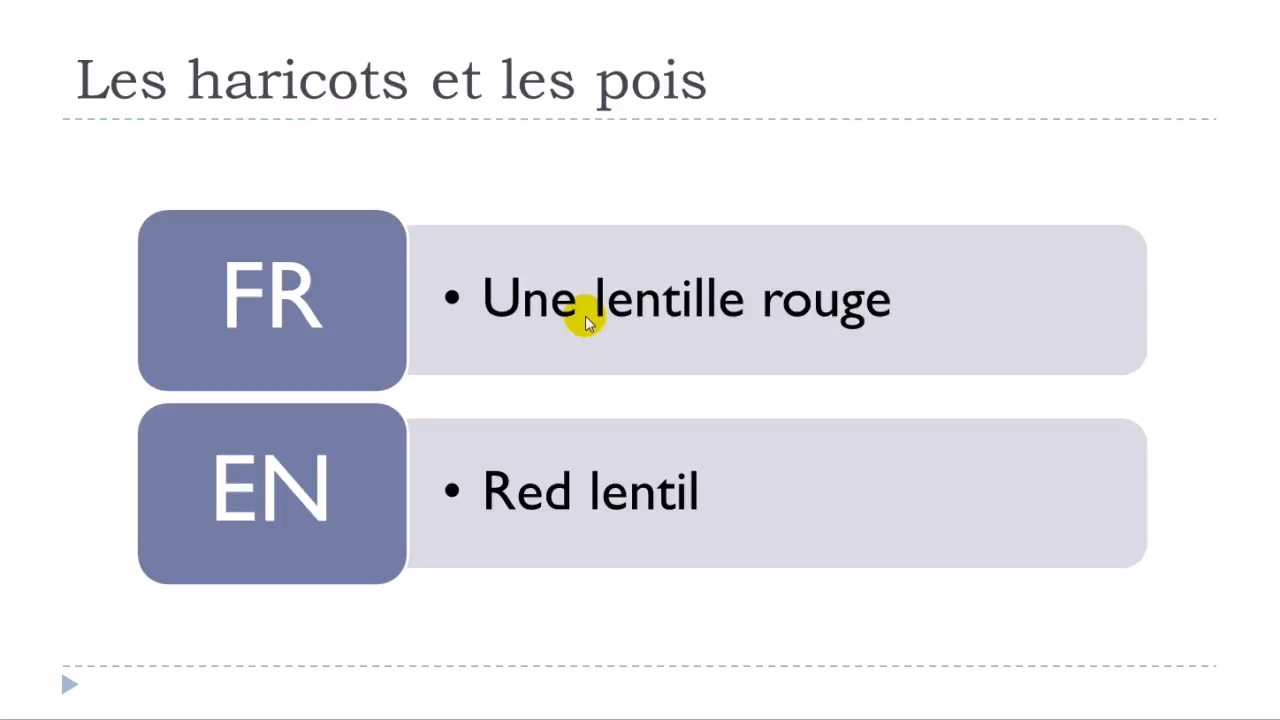 Les haricots et les pois
FR
• Une lentille rouge
EN
• Red lentil